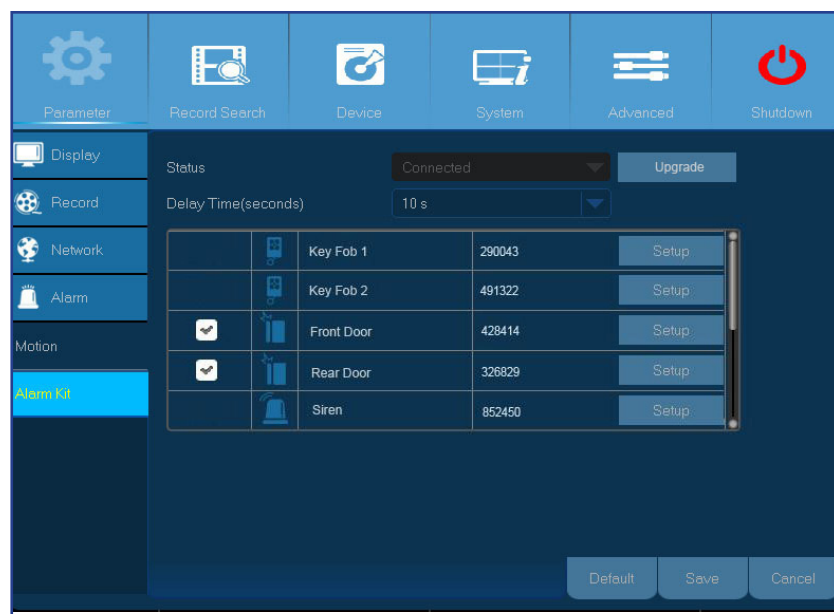 Parameter Record Search Device System Advanced Shutdown
Display
Record
Network
Alarm
Motion
Alarm Kit
Status Connected Upgrade
Delay Time(seconds) 10 s
Key Fob 1 290043 Setup
Key Fob 2 491322 Setup
Front Door 428414 Setup
Rear Door 326829 Setup
Siren 852450 Setup
Default Save Cancel